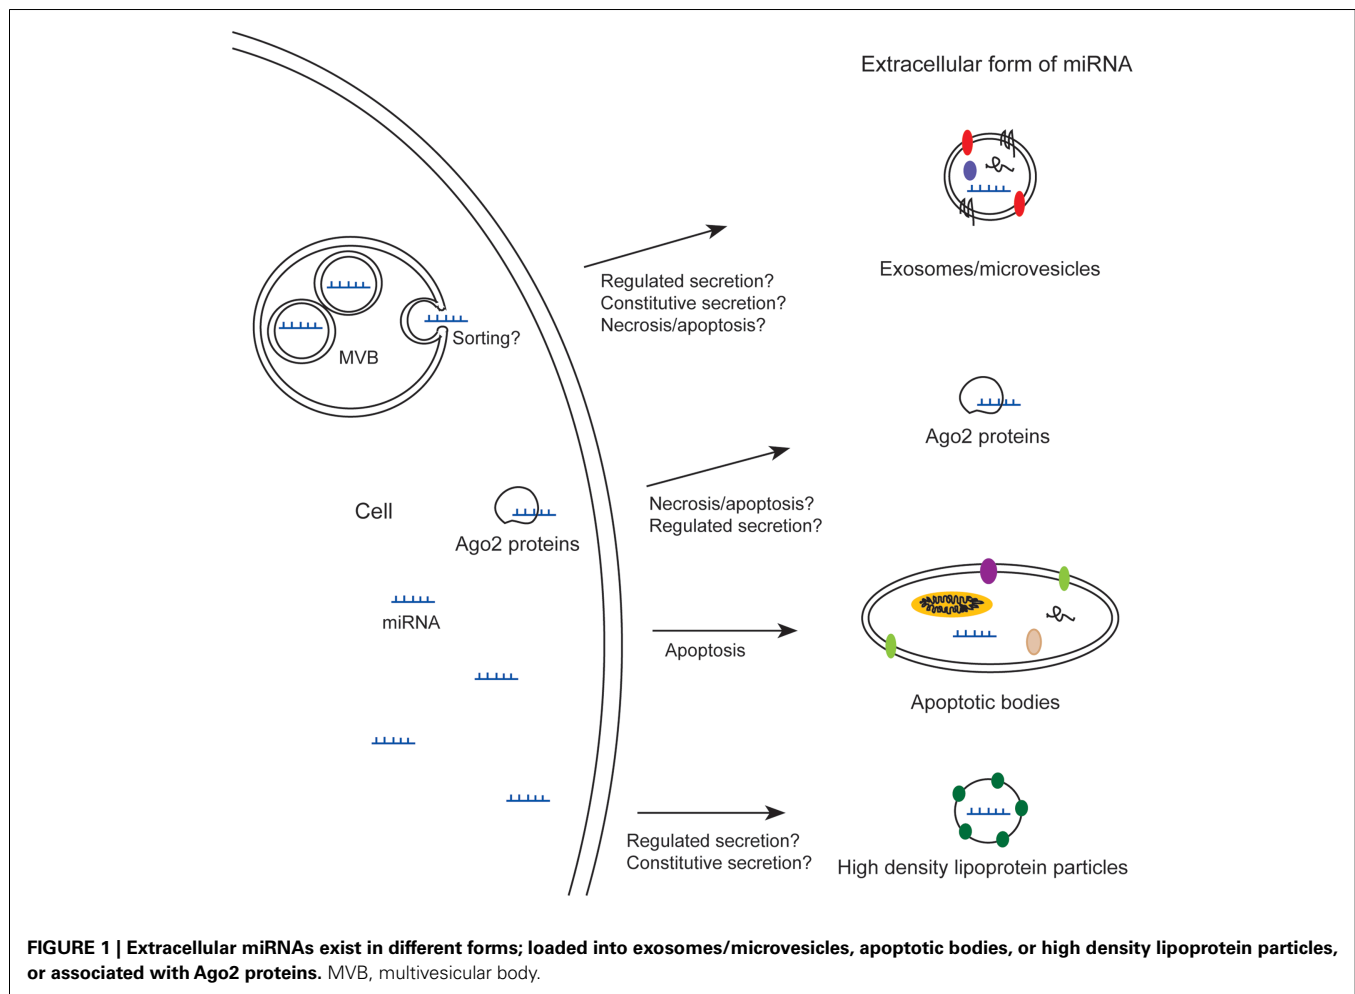 Extracellular form of miRNA
Exosomes/microvesicles
Regulated secretion?
Constitutive secretion?
Necrosis/apoptosis?
Sorting?
MVB
Ago2 proteins
Necrosis/apoptosis?
Regulated secretion?
Cell
Ago2 proteins
miRNA
Apoptosis
Apoptotic bodies
Regulated secretion?
Constitutive secretion?
High density lipoprotein particles
FIGURE 1 | Extracellular miRNAs exist in different forms; loaded into exosomes/microvesicles, apoptotic bodies, or high density lipoprotein particles,
or associated with Ago2 proteins. MVB, multivesicular body.